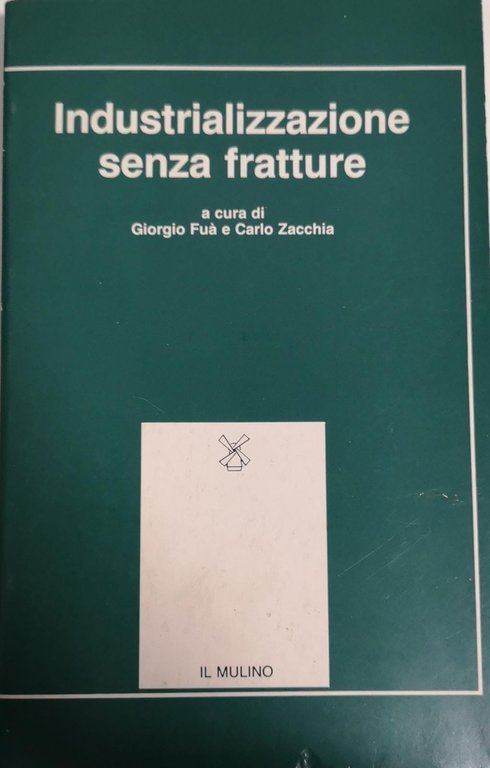 Industrializzazione
senza fratture
a cura di
Giorgio Fuà e Carlo Zacchia
IL MULINO